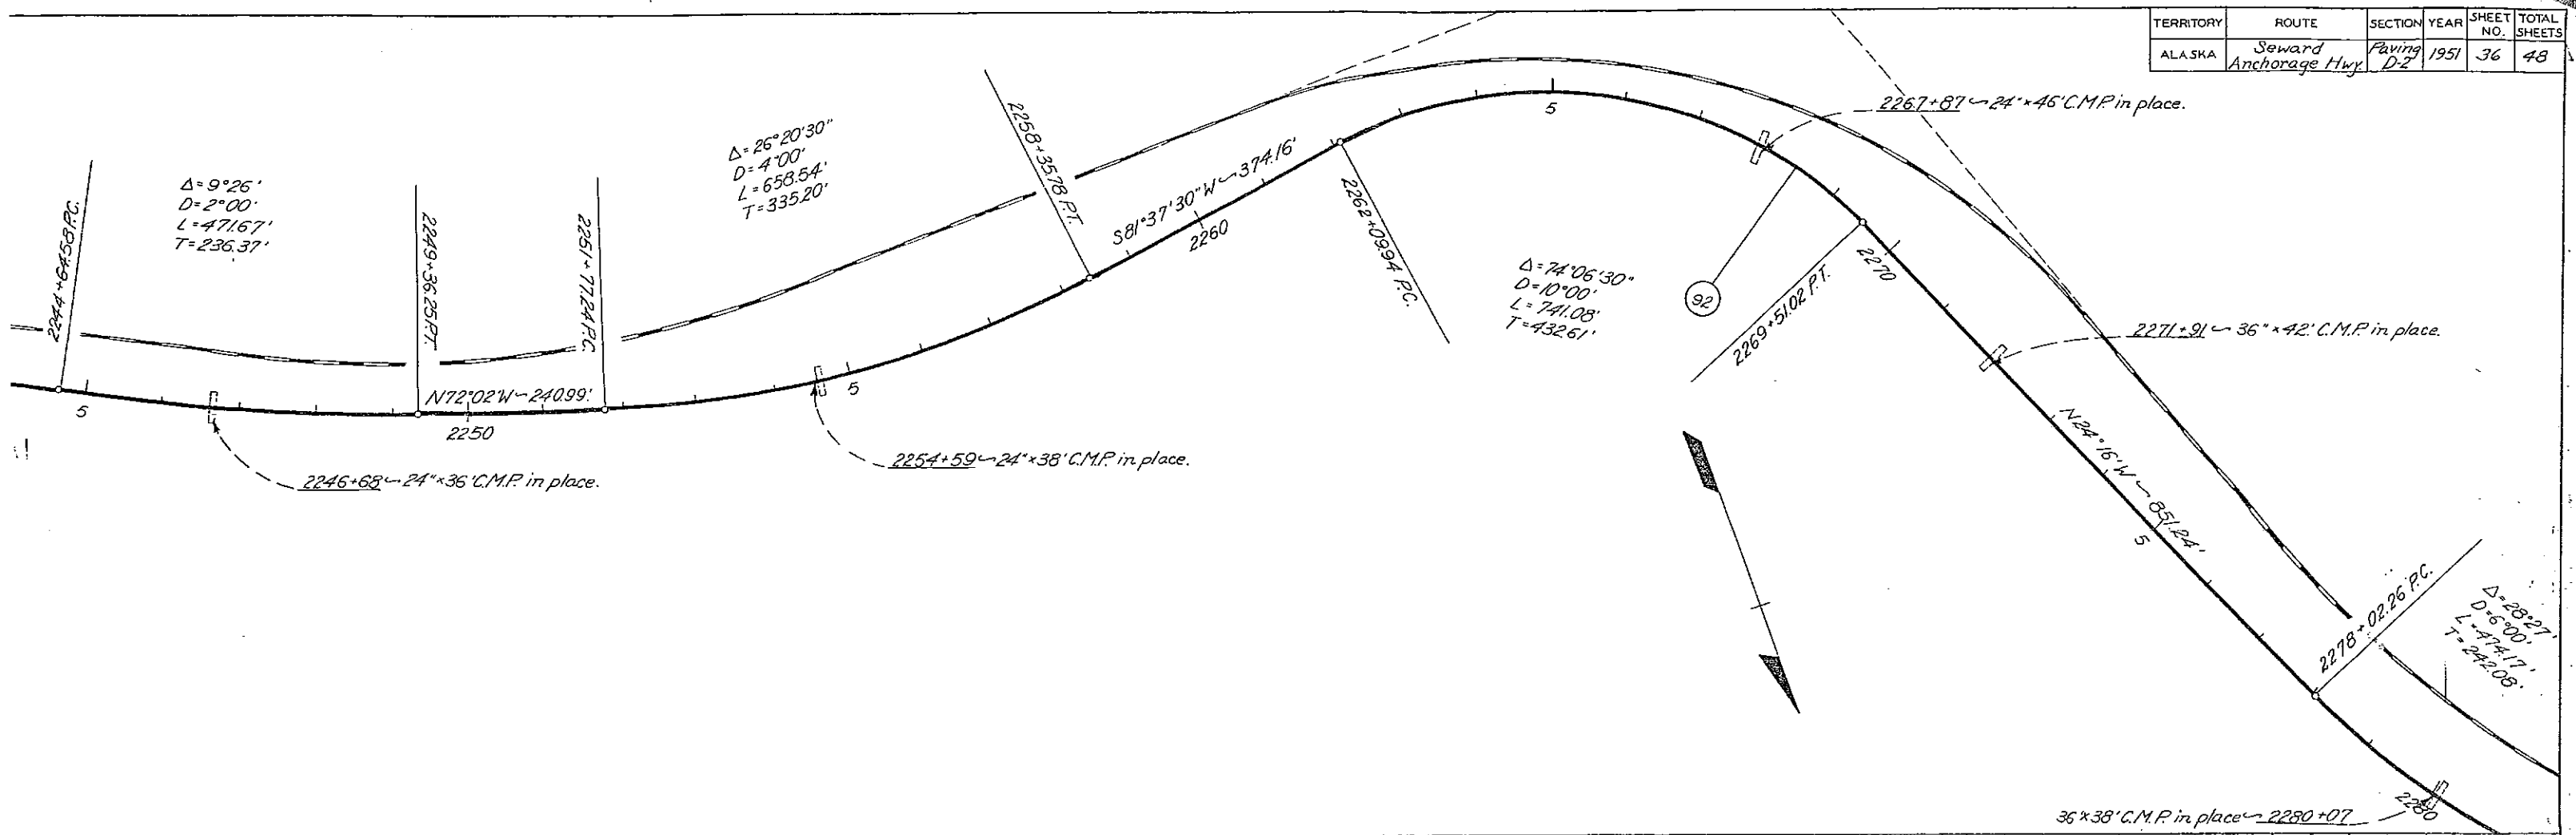 TERRITORY ROUTE SECTION YEAR SHEET NO. TOTAL SHEETS
ALASKA Seward Anchorage Hwy. Paving D-2 1951 36 48
2244+64.58 P.C.
Δ=9°26'
D=2°00'
L=471.67'
T=236.37'
2249+36.25 P.T.
2251+77.24 P.C.
Δ=26°20'30"
D=4°00'
L=658.54'
T=335.20'
2258+35.78 P.T.
S81°37'30"W~374.16'
2260
2262+09.94 P.C.
5
2267+87~24"x46' C.M.P. in place.
Δ=74°06'30"
D=10°00'
L=741.08'
T=432.61'
92
2269+51.02 P.T.
2270
2271+91~36"x42' C.M.P. in place.
N24°16'W~851.24'
5
2278+02.26 P.C.
Δ=28°27'
D=6°00'
L=474.17'
T=242.08'
5
N72°02'W~240.99'
2250
5
2246+68~24"x36' C.M.P. in place.
2254+59~24"x38' C.M.P. in place.
36"x38' C.M.P. in place~2280+07
2280